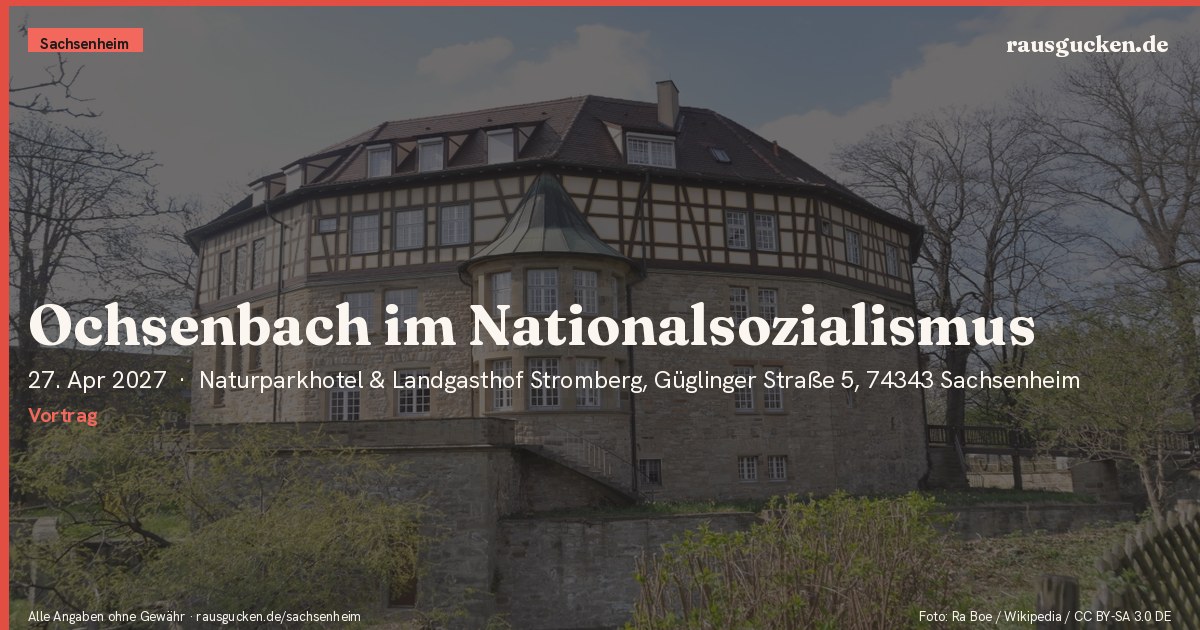 Sachsenheim
rausgucken.de
Ochsenbach im Nationalsozialismus
27. Apr 2027 · Naturparkhotel & Landgasthof Stromberg, Güglinger Straße 5, 74343 Sachsenheim
Vortrag
Alle Angaben ohne Gewähr · rausgucken.de/sachsenheim
Foto: Ra Boe / Wikipedia / CC BY-SA 3.0 DE